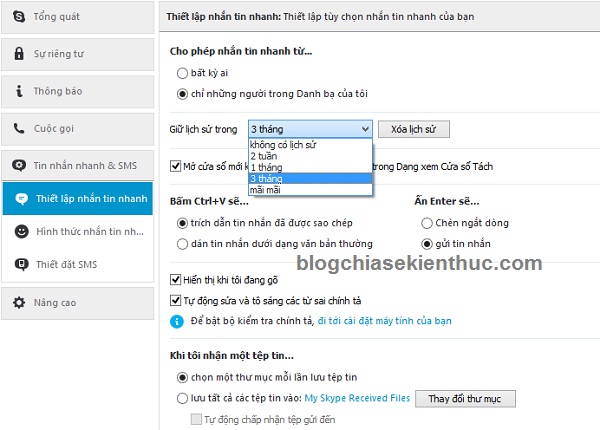 Tổng quát
Sự riêng tư
Thông báo
Cuộc gọi
Tin nhắn nhanh & SMS
Thiết lập nhắn tin nhanh
Hình thức nhắn tin nh...
Thiết đặt SMS
Nâng cao
Thiết lập nhắn tin nhanh: Thiết lập tùy chọn nhắn tin nhanh của bạn
Cho phép nhắn tin nhanh từ...
bất kỳ ai
chỉ những người trong Danh bạ của tôi
Giữ lịch sử trong 3 tháng Xóa lịch sử
không có lịch sử
2 tuần
1 tháng
3 tháng
mãi mãi
Mở cửa sổ mới k trong Dạng xem Cửa sổ Tách
Bấm Ctrl+V sẽ... Ấn Enter sẽ...
trích dẫn tin nhắn đã được sao chép Chèn ngắt dòng
dán tin nhắn dưới dạng văn bản thường gửi tin nhắn
blogchiasekienthuc.com
Hiển thị khi tôi đang gõ
Tự động sửa và tô sáng các từ sai chính tả
Để bật bộ kiểm tra chính tả, đi tới cài đặt máy tính của bạn
Khi tôi nhận một tệp tin...
chọn một thư mục mỗi lần lưu tệp tin
lưu tất cả các tệp tin vào: My Skype Received Files Thay đổi thư mục
Tự động chấp nhận tệp gửi đến